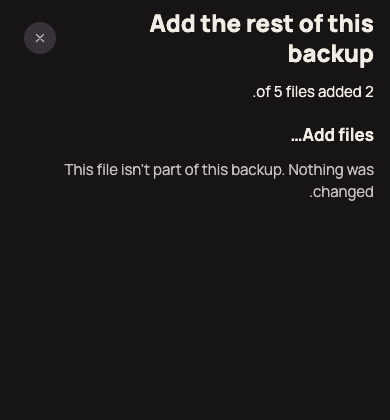 Add the rest of this
backup
.of 5 files added 2
...Add files
This file isn't part of this backup. Nothing was
.changed